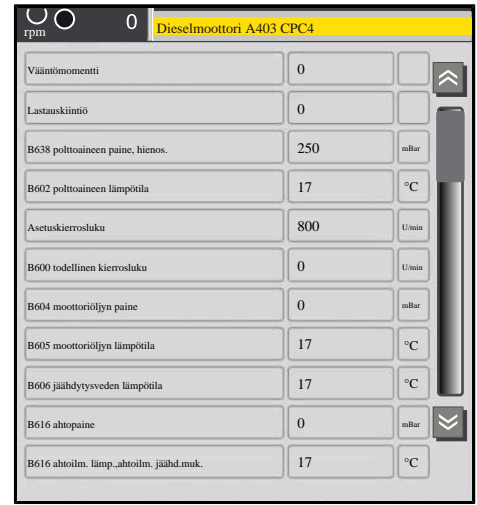 rpm 0 Dieselmoottori A403 CPC4
Vääntömomentti 0
Lastauskiintiö 0
B638 polttoaineen paine, hienos. 250 mBar
B602 polttoaineen lämpötila 17 °C
Asetuskierrosluku 800 U/min
B600 todellinen kierrosluku 0 U/min
B604 moottoriöljyn paine 0 mBar
B605 moottoriöljyn lämpötila 17 °C
B606 jäähdytysveden lämpötila 17 °C
B616 ahtopaine 0 mBar
B616 ahtoilm. lämp.,ahtoilm. jäähd.muk. 17 °C